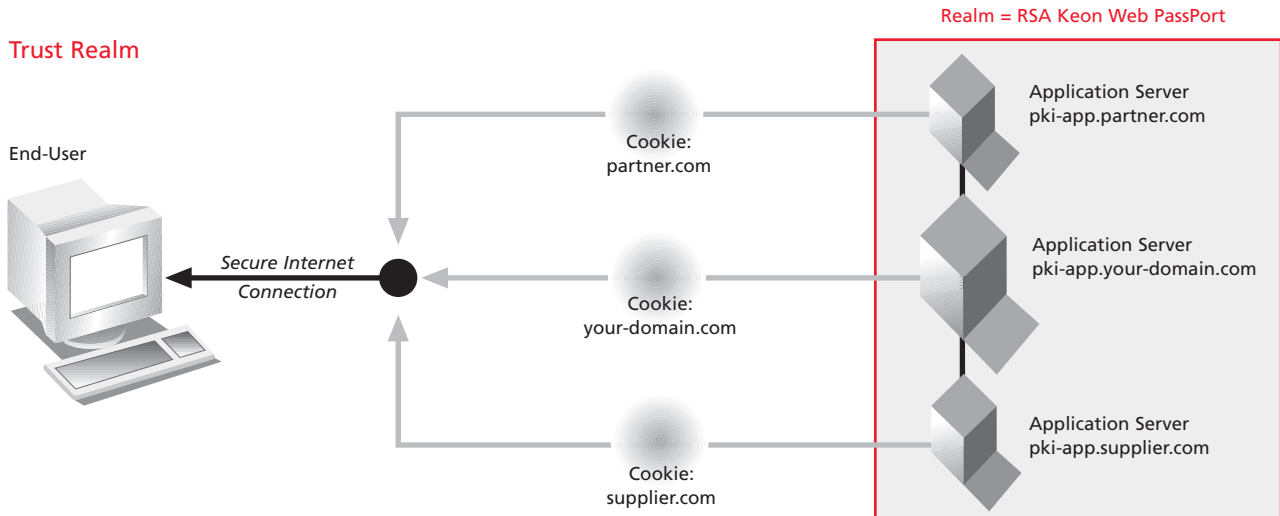 Realm = RSA Keon Web PassPort
Trust Realm
End-User
Secure Internet
Connection
Cookie:
partner.com
Cookie:
your-domain.com
Cookie:
supplier.com
Application Server
pki-app.partner.com
Application Server
pki-app.your-domain.com
Application Server
pki-app.supplier.com